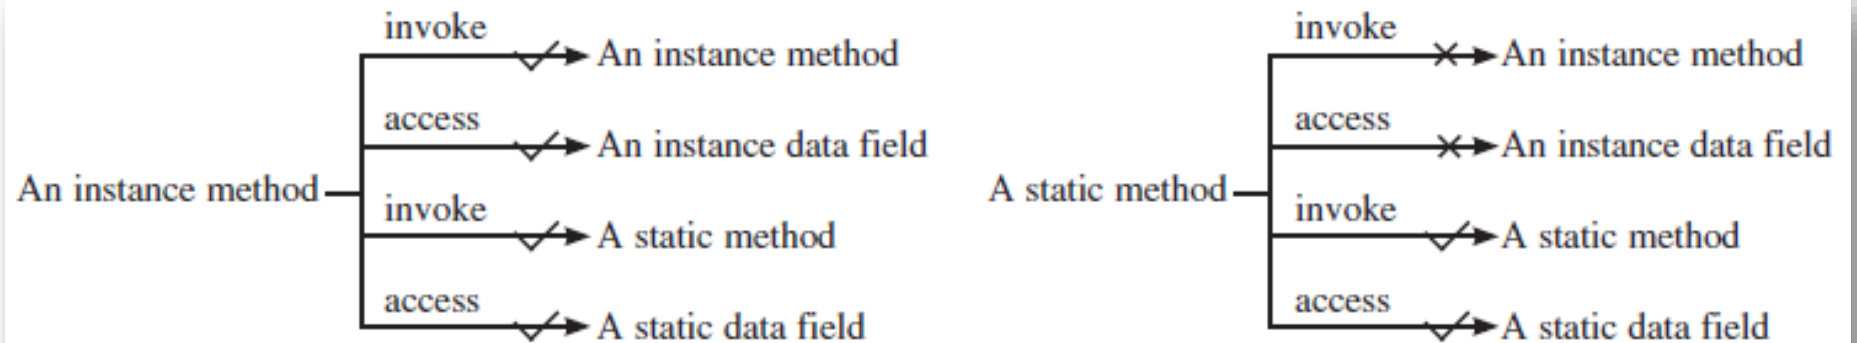 invoke
An instance method
access
An instance data field
An instance method
invoke
A static method
access
A static data field
invoke
An instance method
access
An instance data field
A static method
invoke
A static method
access
A static data field